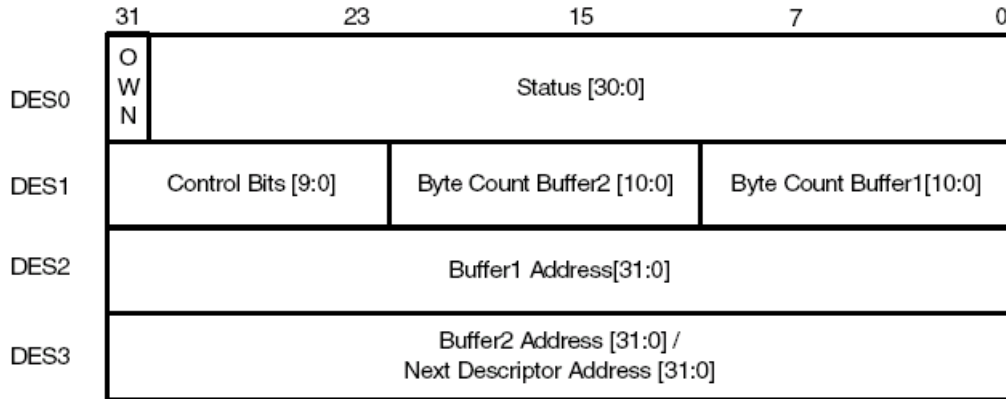 31 23 15 7 0
DES0
O
W
N
Status [30:0]
DES1
Control Bits [9:0]
Byte Count Buffer2 [10:0]
Byte Count Buffer1[10:0]
DES2
Buffer1 Address[31:0]
DES3
Buffer2 Address [31:0] /
Next Descriptor Address [31:0]